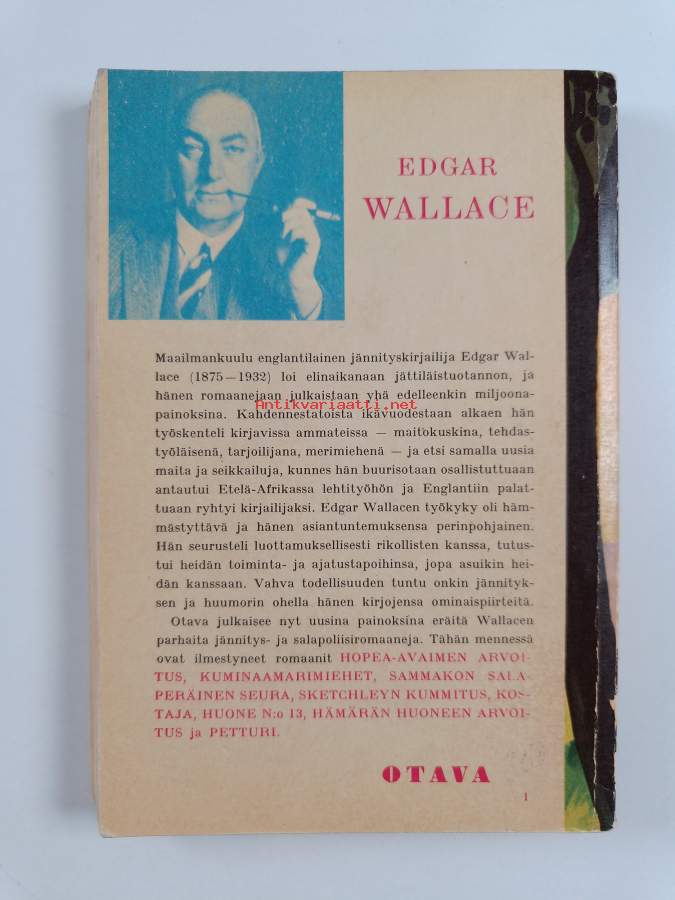 EDGAR
WALLACE
Maailmankuulu englantilainen jännityskirjailija Edgar Wal-
lace (1875—1932) loi elinaikanaan jättiläistuotannon, ja
hänen romaanejaan julkaistaan yhä edelleenkin miljoona-
painoksina. Kahdennestatoista ikävuodestaan alkaen hän
Antikvariaatti.net
työskenteli kirjavissa ammateissa — maitokuskina, tehdas-
työläisenä, tarjoilijana, merimiehenä — ja etsi samalla uusia
maita ja seikkailuja, kunnes hän buurisotaan osallistuttuaan
antautui Etelä-Afrikassa lehtityöhön ja Englantiin palat-
tuaan ryhtyi kirjailijaksi. Edgar Wallacen työkyky oli häm-
mästyttävä ja hänen asiantuntemuksensa perinpohjainen.
Hän seurusteli luottamuksellisesti rikollisten kanssa, tutus-
tui heidän toiminta- ja ajatustapoihinsa, jopa asuikin hei-
dän kanssaan. Vahva todellisuuden tuntu onkin jännityk-
sen ja huumorin ohella hänen kirjojensa ominaispiirteitä.
Otava julkaisee nyt uusina painoksina eräitä Wallacen
parhaita jännitys- ja salapoliisiromaaneja. Tähän mennessä
ovat ilmestyneet romaanit HOPEA-AVAIMEN ARVOI-
TUS, KUMINAAMARIMIEHET, SAMMAKON SALA-
PERÄINEN SEURA, SKETCHLEYN KUMMITUS, KOS-
TAJA, HUONE N:o 13, HÄMÄRÄN HUONEEN ARVOI-
TUS ja PETTURI.
OTAVA
1